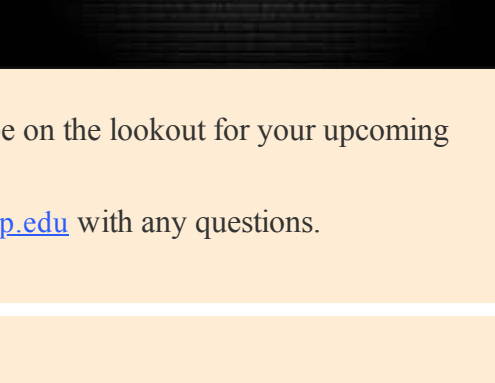 e on the lookout for your upcoming
p.edu with any questions.